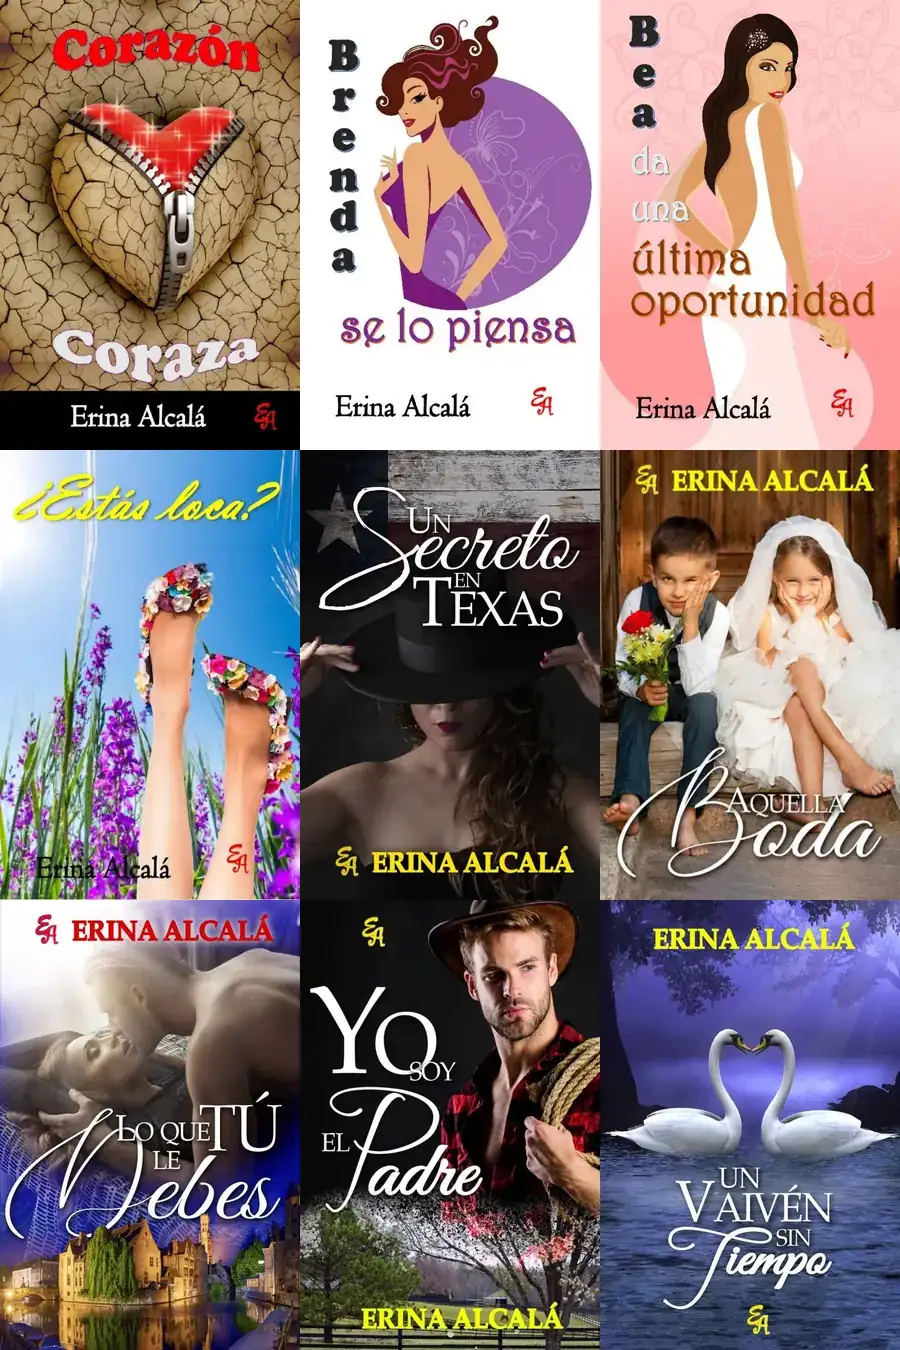 Corazón
Coraza
Erina Alcalá
EA
Brenda
se lo piensa
Erina Alcalá
EA
Bea
da
una
última
oportunidad
Erina Alcalá
EA
¿Estás loca?
Erina Alcalá
EA
UN
Secreto
EN
TEXAS
EA ERINA ALCALÁ
EA ERINA ALCALÁ
AQUELLA
Boda
EA ERINA ALCALÁ
LO QUE TÚ
LE
Debes
EA
YO
SOY
EL
Padre
ERINA ALCALÁ
ERINA ALCALÁ
UN
VAIVÉN
SIN
Tiempo
EA